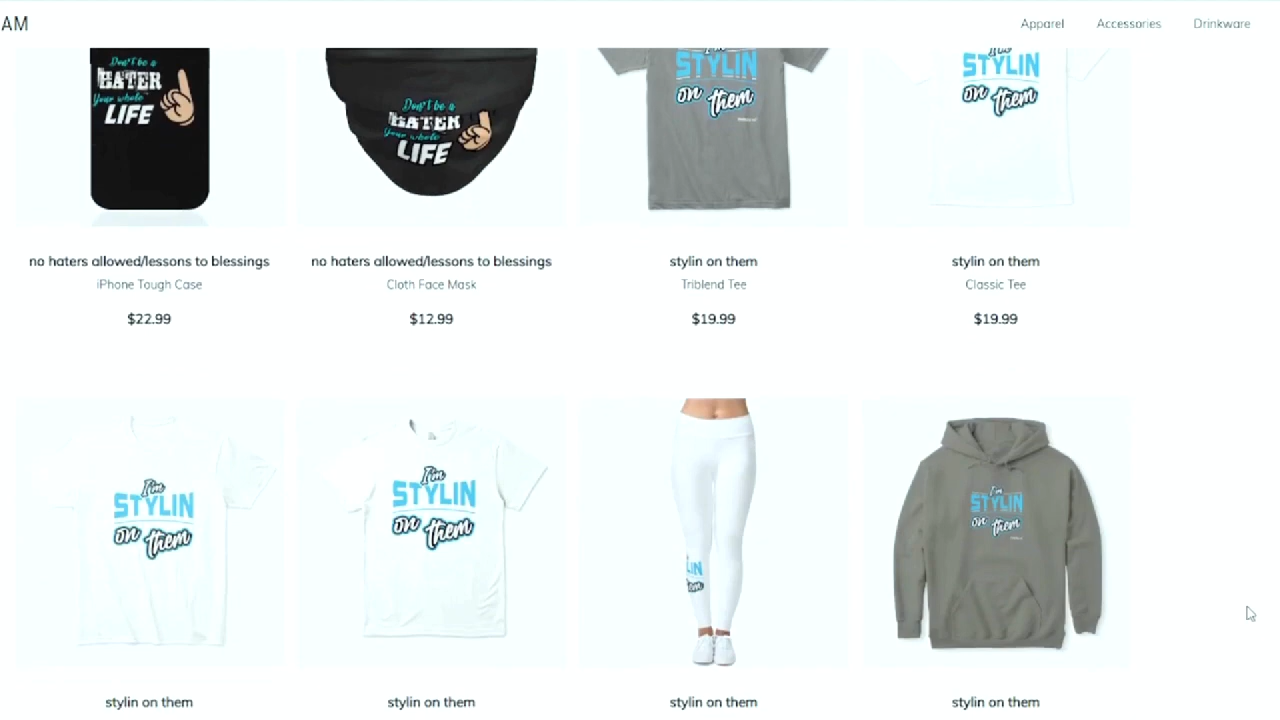 AM
Apparel
Accessories
Drinkware
Don't be a
HATER
Your whole
LIFE
Don't be a
HATER
Your whole
LIFE
I'm
STYLIN
on them
I'm
STYLIN
on them
no haters allowed/lessons to blessings
iPhone Tough Case
$22.99
no haters allowed/lessons to blessings
Cloth Face Mask
$12.99
stylin on them
Triblend Tee
$19.99
stylin on them
Classic Tee
$19.99
I'm
STYLIN
on them
I'm
STYLIN
on them
LIN
em
I'm
STYLIN
on them
stylin on them
stylin on them
stylin on them
stylin on them